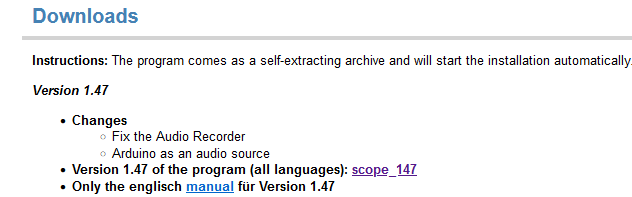 Downloads
Instructions: The program comes as a self-extracting archive and will start the installation automatically.
Version 1.47
Changes
Fix the Audio Recorder
Arduino as an audio source
Version 1.47 of the program (all languages): scope_147
Only the englisch manual für Version 1.47